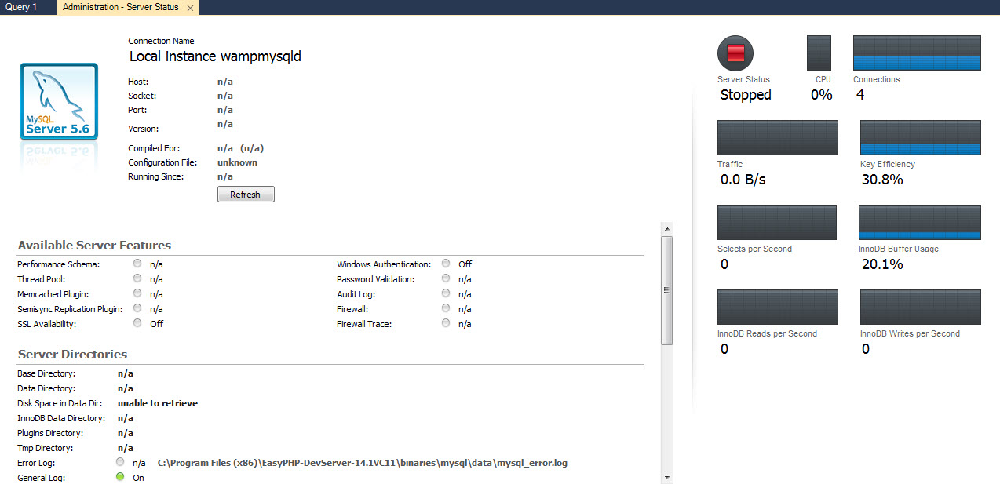 Query 1
Administration - Server Status
Connection Name
Local instance wampmysqld
MySQL
Server 5.6
Host: n/a
Socket: n/a
Port: n/a
Version: n/a
Compiled For: n/a (n/a)
Configuration File: unknown
Running Since: n/a
Refresh
Available Server Features
Performance Schema: n/a
Thread Pool: n/a
Memcached Plugin: n/a
Semisync Replication Plugin: n/a
SSL Availability: Off
Windows Authentication: Off
Password Validation: n/a
Audit Log: n/a
Firewall: n/a
Firewall Trace: n/a
Server Directories
Base Directory: n/a
Data Directory: n/a
Disk Space in Data Dir: unable to retrieve
InnoDB Data Directory: n/a
Plugins Directory: n/a
Tmp Directory: n/a
Error Log: n/a C:\Program Files (x86)\EasyPHP-DevServer-14.1VC11\binaries\mysql\data\mysql_error.log
General Log: On
Server Status
Stopped
CPU
0%
Connections
4
Traffic
0.0 B/s
Key Efficiency
30.8%
Selects per Second
0
InnoDB Buffer Usage
20.1%
InnoDB Reads per Second
0
InnoDB Writes per Second
0